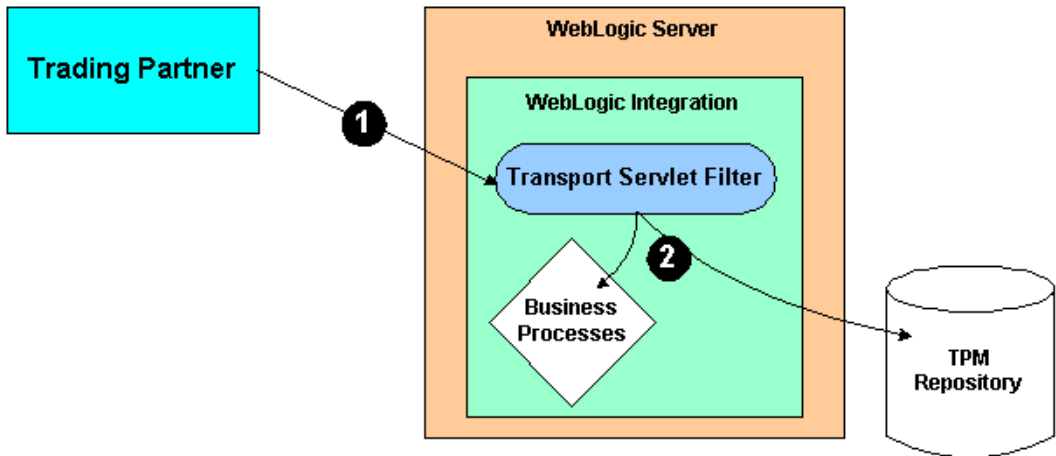 Trading Partner
WebLogic Server
WebLogic Integration
1
Transport Servlet Filter
2
Business
Processes
TPM
Repository